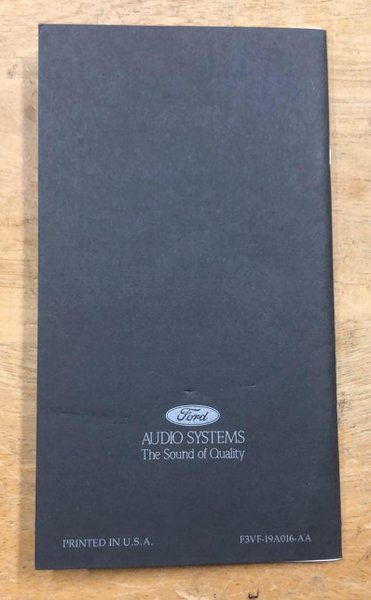 Ford
AUDIO SYSTEMS
The Sound of Quality
PRINTED IN U.S.A.
F3VF-19A016-AA